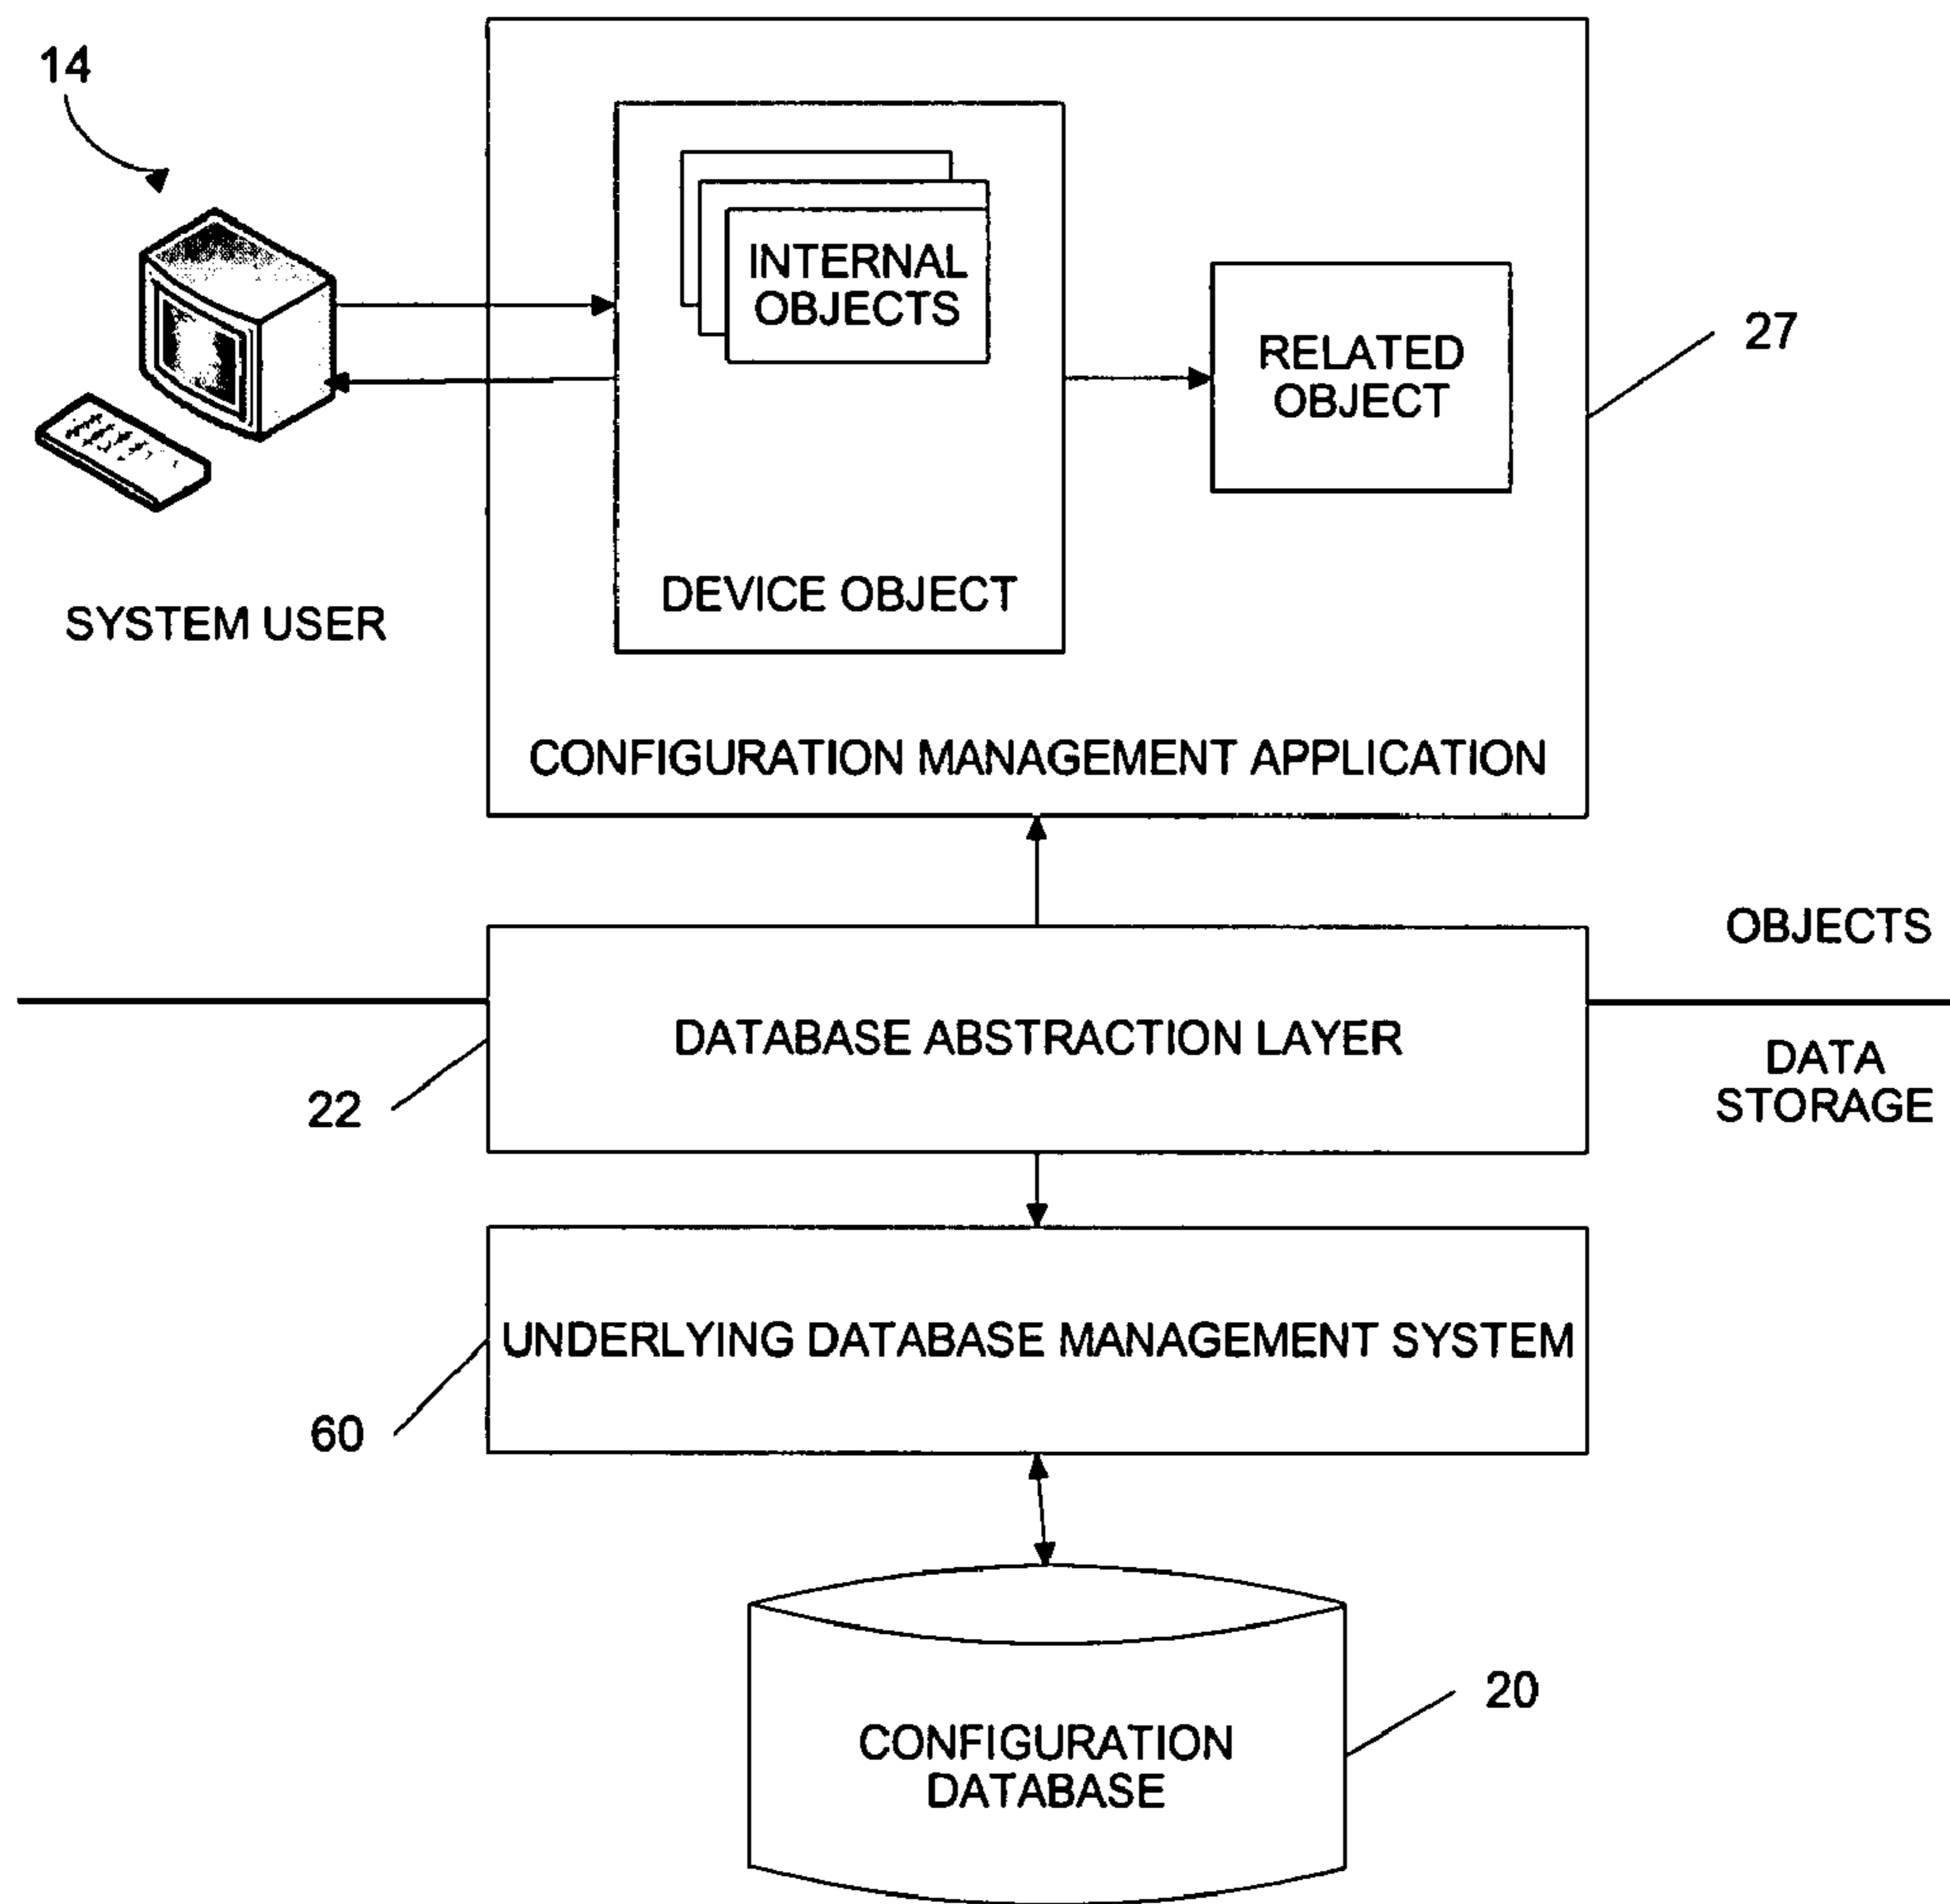 14
INTERNAL
OBJECTS
RELATED
OBJECT
27
DEVICE OBJECT
SYSTEM USER
CONFIGURATION MANAGEMENT APPLICATION
OBJECTS
DATABASE ABSTRACTION LAYER
DATA
STORAGE
22
UNDERLYING DATABASE MANAGEMENT SYSTEM
60
20
CONFIGURATION
DATABASE